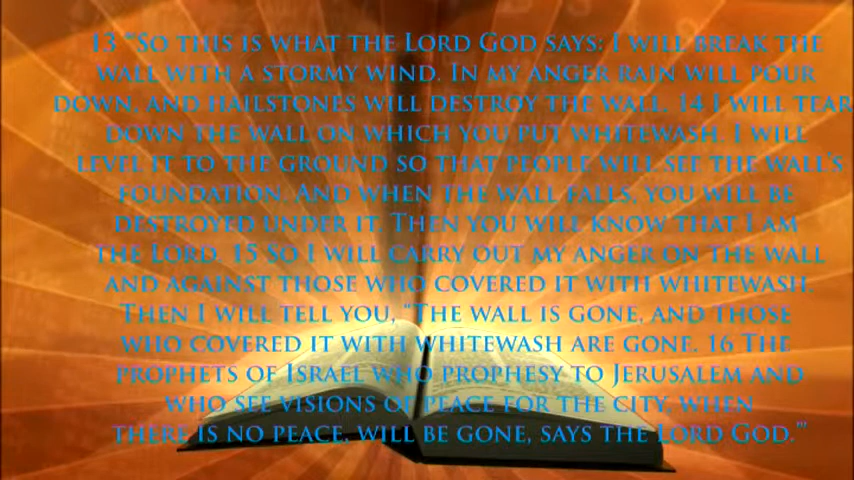 13 "So this is what the Lord God says: I will break the
wall with a stormy wind. In my anger rain will pour
down, and hailstones will destroy the wall. 14 I will tear
down the wall on which you put whitewash. I will
level it to the ground so that people will see the wall's
foundation. And when the wall falls, you will be
destroyed under it. Then you will know that I am
the Lord. 15 So I will carry out my anger on the wall
and against those who covered it with whitewash.
Then I will tell you, "The wall is gone, and those
who covered it with whitewash are gone. 16 The
prophets of Israel who prophesy to Jerusalem and
who see visions of peace for the city, when
there is no peace, will be gone, says the Lord God.'"